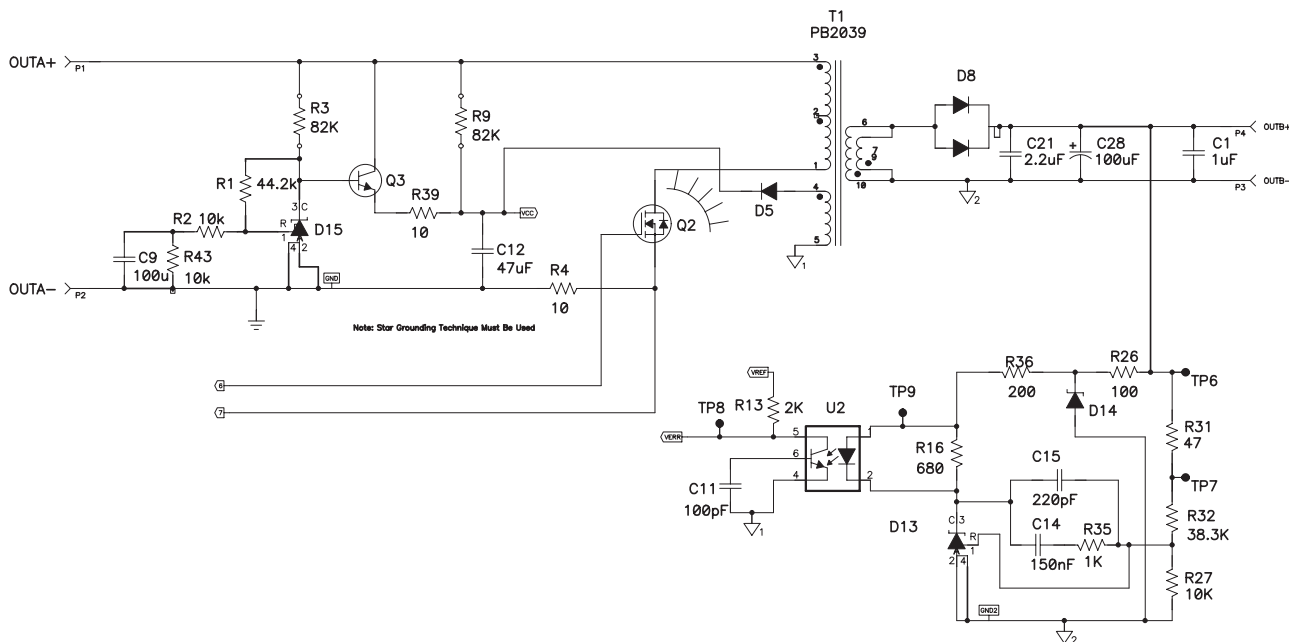 T1
PB2039
OUTA+
P1
3
D8
R3
82K
R9
82K
2
6
P4
OUTB+
C21
2.2uF
C28
100uF
+
C1
1uF
7
9
R1
44.2k
1
10
P3
OUTB-
Q3
4
2
R39
D5
R2 10k
3 C
VCC
Q2
R
D15
10
1
4 2
C9
100u
R43
10k
C12
47uF
5
1
GND
R4
OUTA-
P2
10
Note: Star Grounding Technique Must Be Used
R36
R26
VREF
200
100
TP6
6
TP9
D14
R13
2K
U2
TP8
R31
47
7
VERR
5
1
R16
680
C15
6
TP7
4
2
220pF
C11
100pF
R32
38.3K
D13
C 3
C14
R35
R
1
1
150nF
1K
2 4
R27
10K
GND2
2